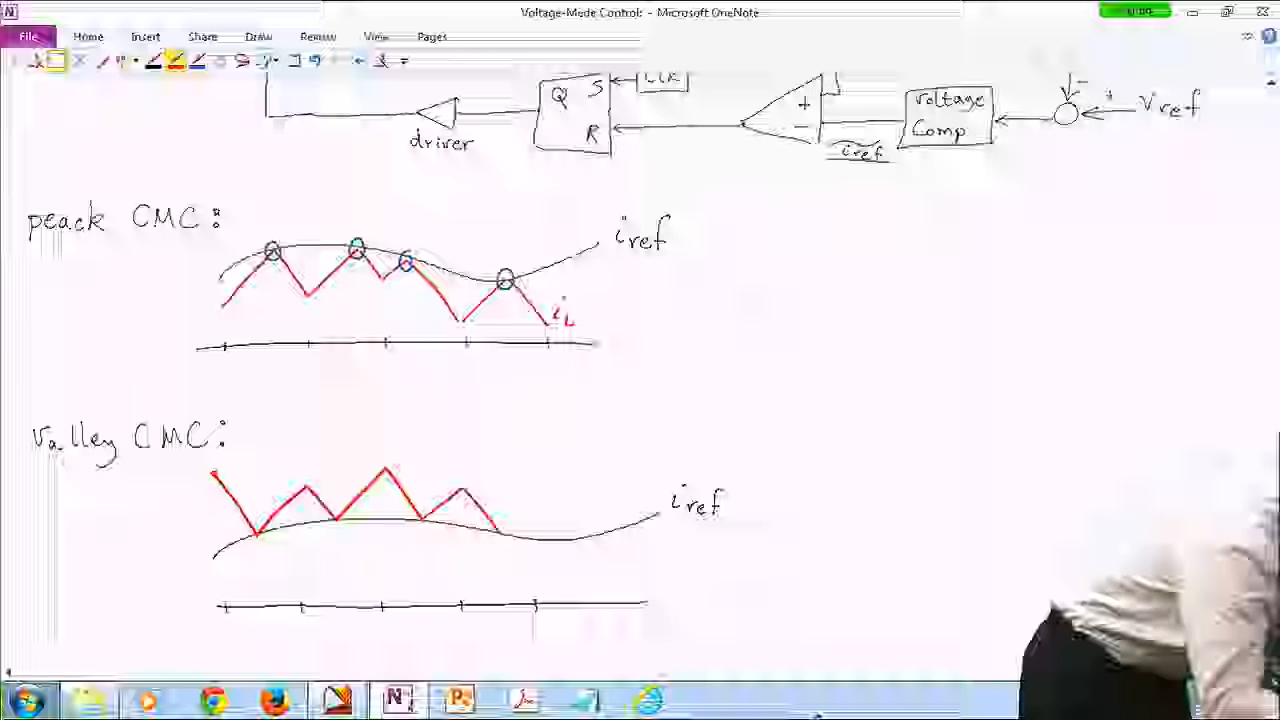 Voltage-Mode Control: - Microsoft OneNote
File Home Insert Share Draw Review View Pages
Q S CLK
R
driver
+
-
iref
voltage
Comp
-
+
Vref
peack CMC:
iref
iL
valley CMC:
iref